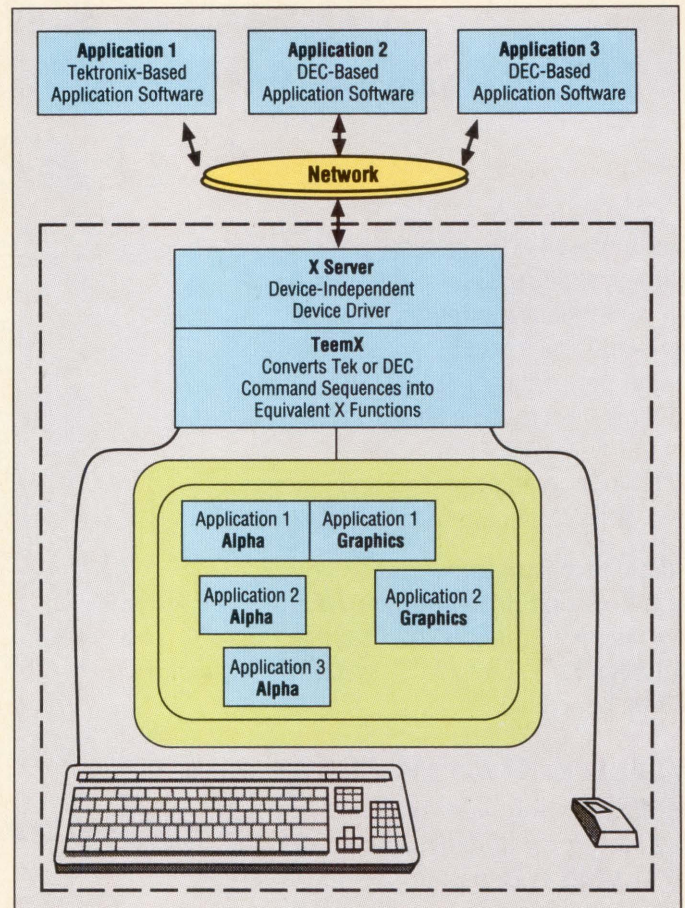 Application 1
Tektronix-Based
Application Software
Application 2
DEC-Based
Application Software
Application 3
DEC-Based
Application Software
Network
X Server
Device-Independent
Device Driver
TeemX
Converts Tek or DEC
Command Sequences into
Equivalent X Functions
Application 1
Alpha
Application 1
Graphics
Application 2
Alpha
Application 2
Graphics
Application 3
Alpha